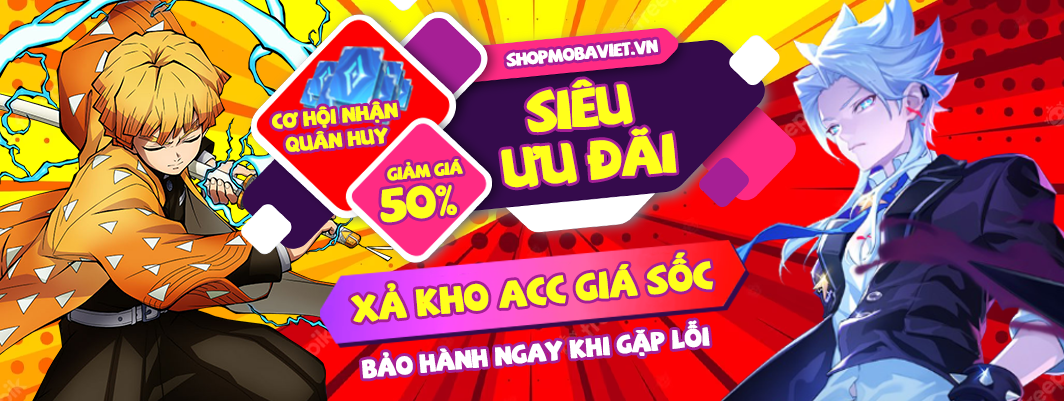 SHOPMOBAVIET.VN
SIÊU
ƯU ĐÃI
CƠ HỘI NHẬN
QUÂN HUY
GIẢM GIÁ
50%
XẢ KHO ACC GIÁ SỐC
BẢO HÀNH NGAY KHI GẶP LỖI